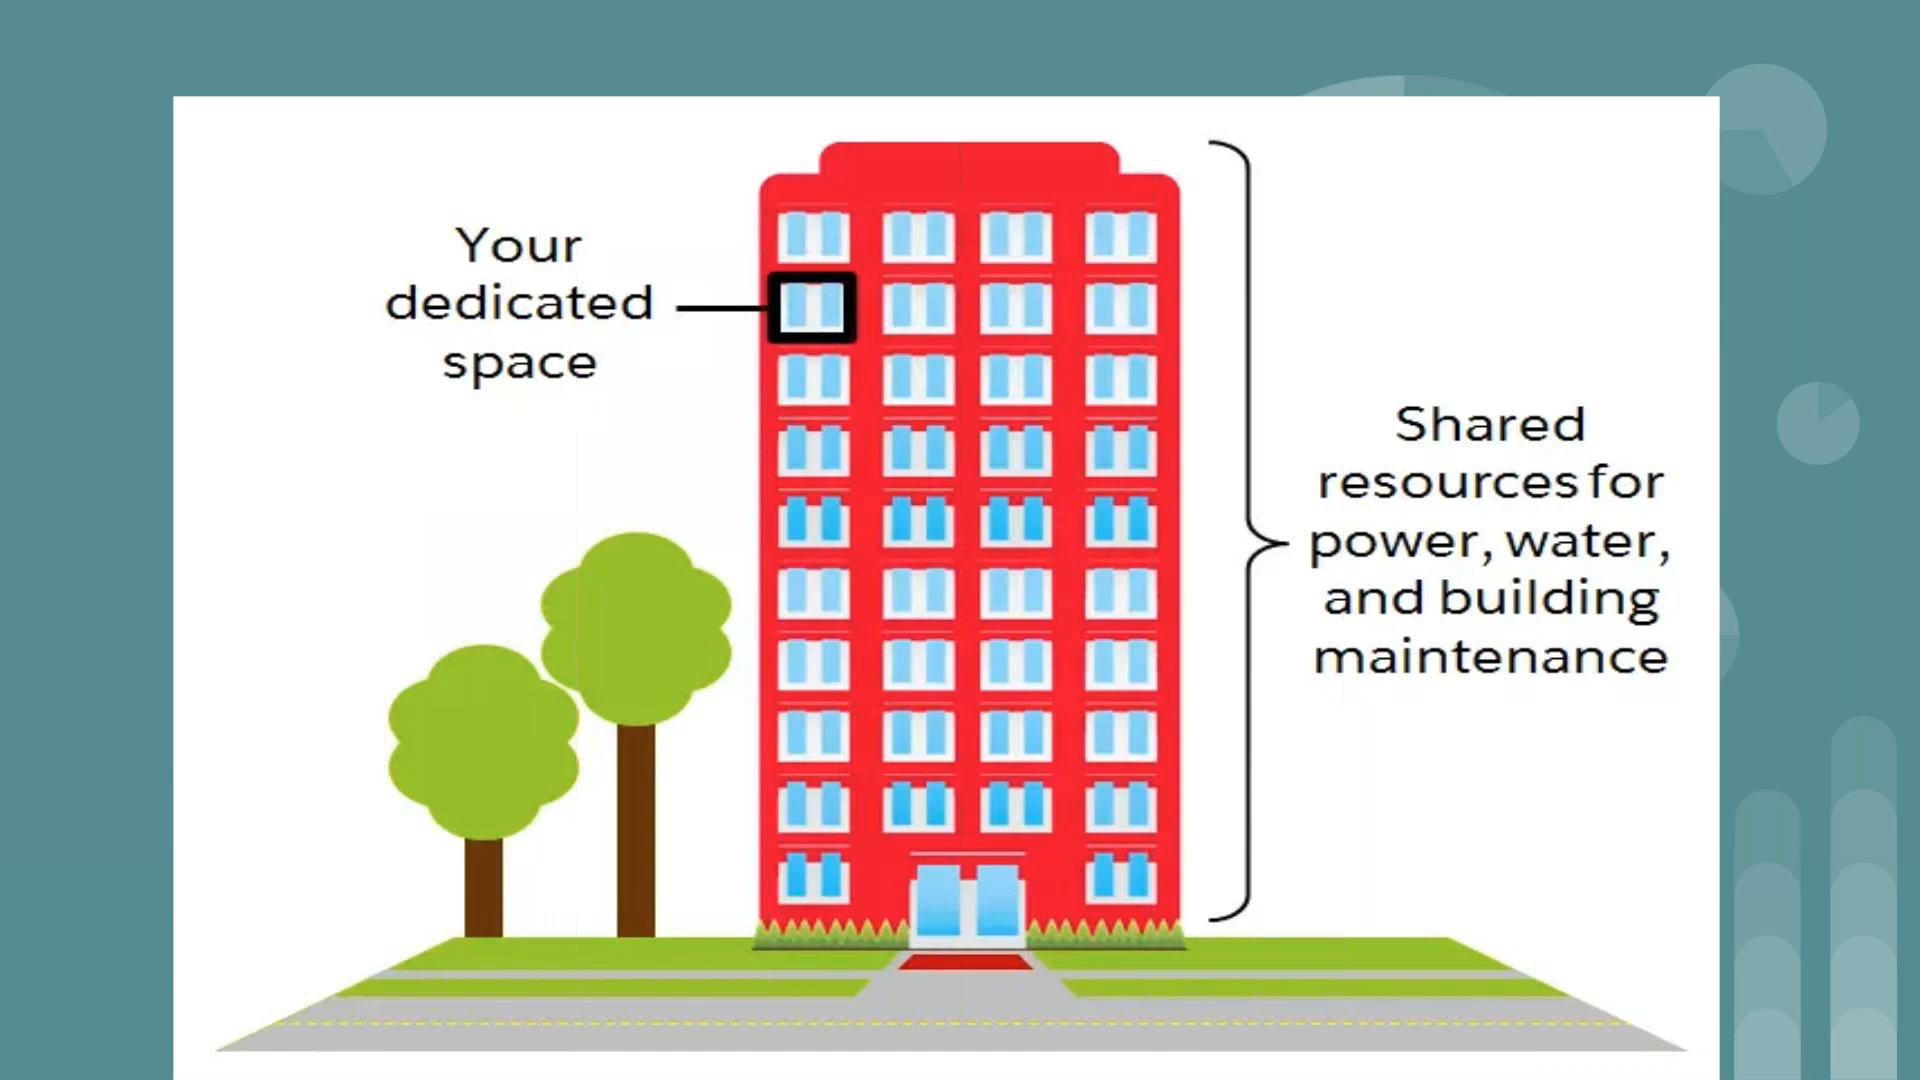 Your
dedicated
space
Shared
resources for
power, water,
and building
maintenance